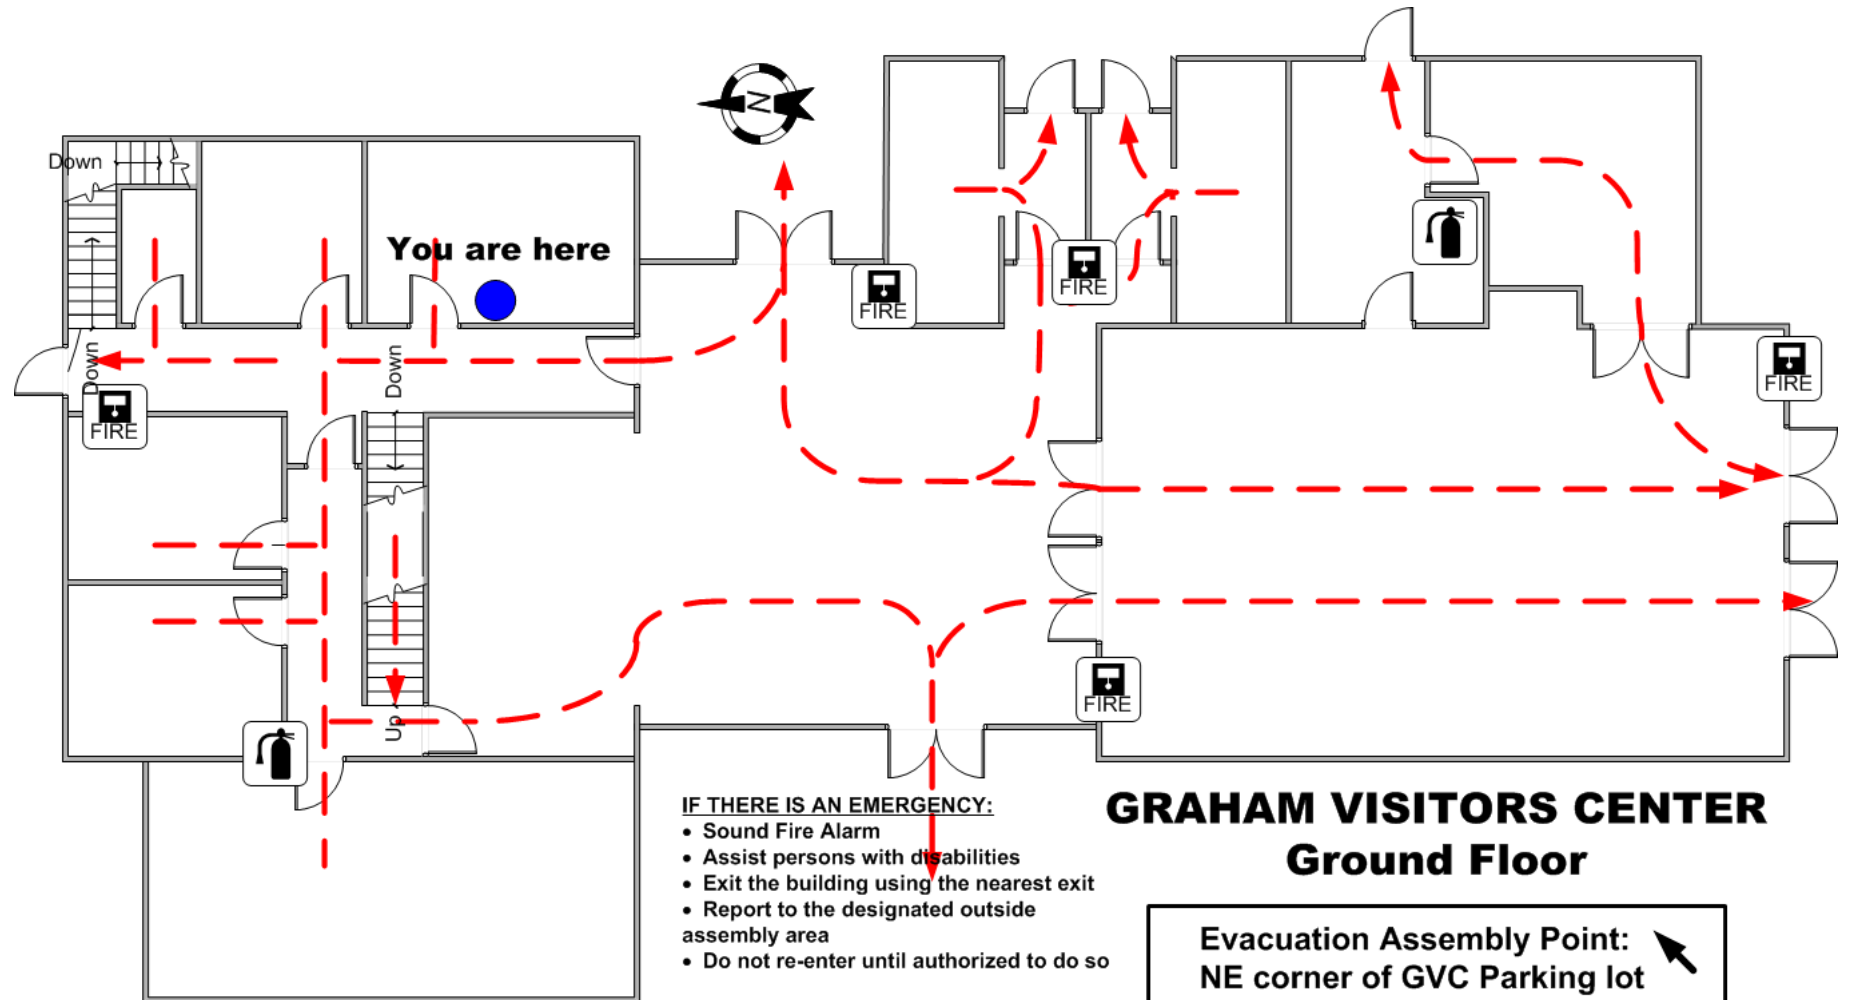 Down
N
You are here
FIRE
FIRE
FIRE
Down
Down
FIRE
FIRE
Up
IF THERE IS AN EMERGENCY:
• Sound Fire Alarm
• Assist persons with disabilities
• Exit the building using the nearest exit
• Report to the designated outside
assembly area
• Do not re-enter until authorized to do so
GRAHAM VISITORS CENTER
Ground Floor
Evacuation Assembly Point:
NE corner of GVC Parking lot